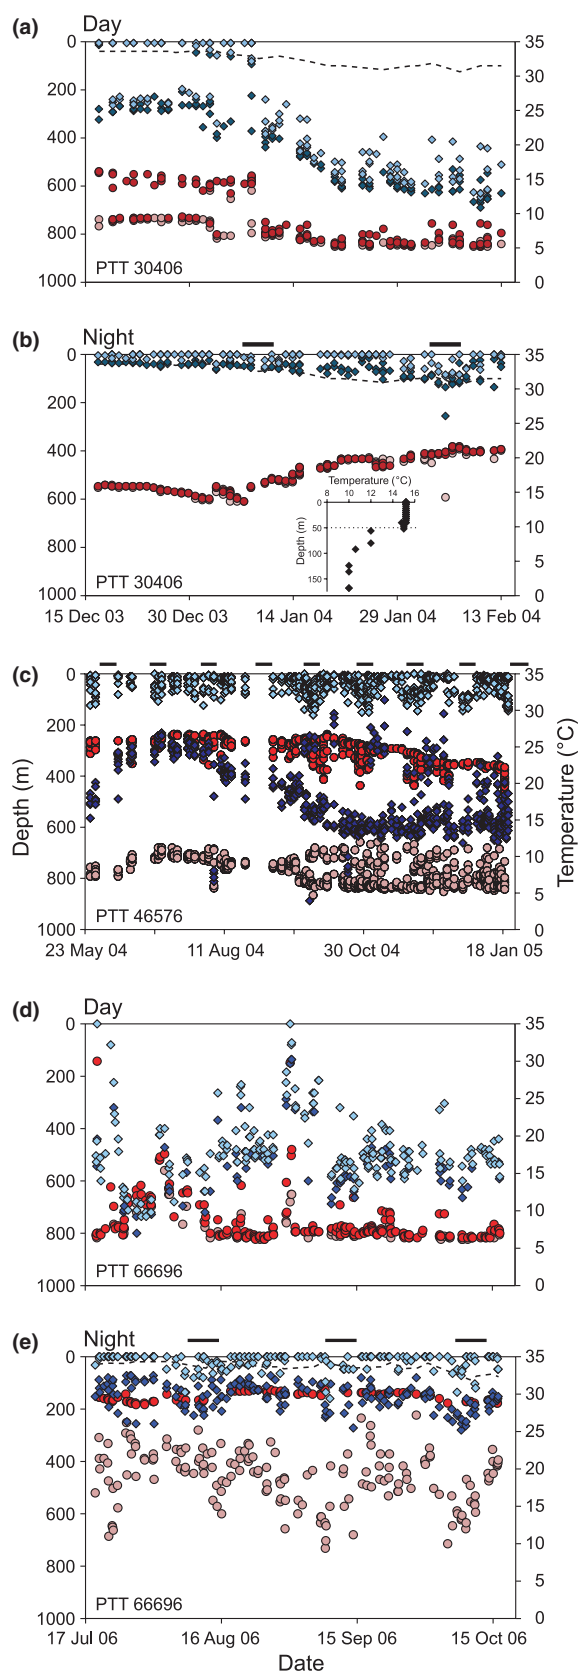 (a) Day
0 35
30
200
25
400 20
15
600
10
800
5
1000 PTT 30406 0
(b) Night
0 35
30
200
25
400 20
Temperature (°C)
8 10 12 14 16
15
600 0
10
Depth (m) 50
800 100
5
150
1000 PTT 30406 0
15 Dec 03 30 Dec 03 14 Jan 04 29 Jan 04 13 Feb 04
(c)
0 35
30
200
25
400 20
Depth (m) Temperature (°C)
15
600
10
800
5
1000 PTT 46576 0
23 May 04 11 Aug 04 30 Oct 04 18 Jan 05
(d) Day
0 35
30
200
25
400 20
15
600
10
800
5
1000 PTT 66696 0
(e) Night
0 35
30
200
25
400 20
15
600
10
800
5
1000 PTT 66696 0
17 Jul 06 16 Aug 06 15 Sep 06 15 Oct 06
Date